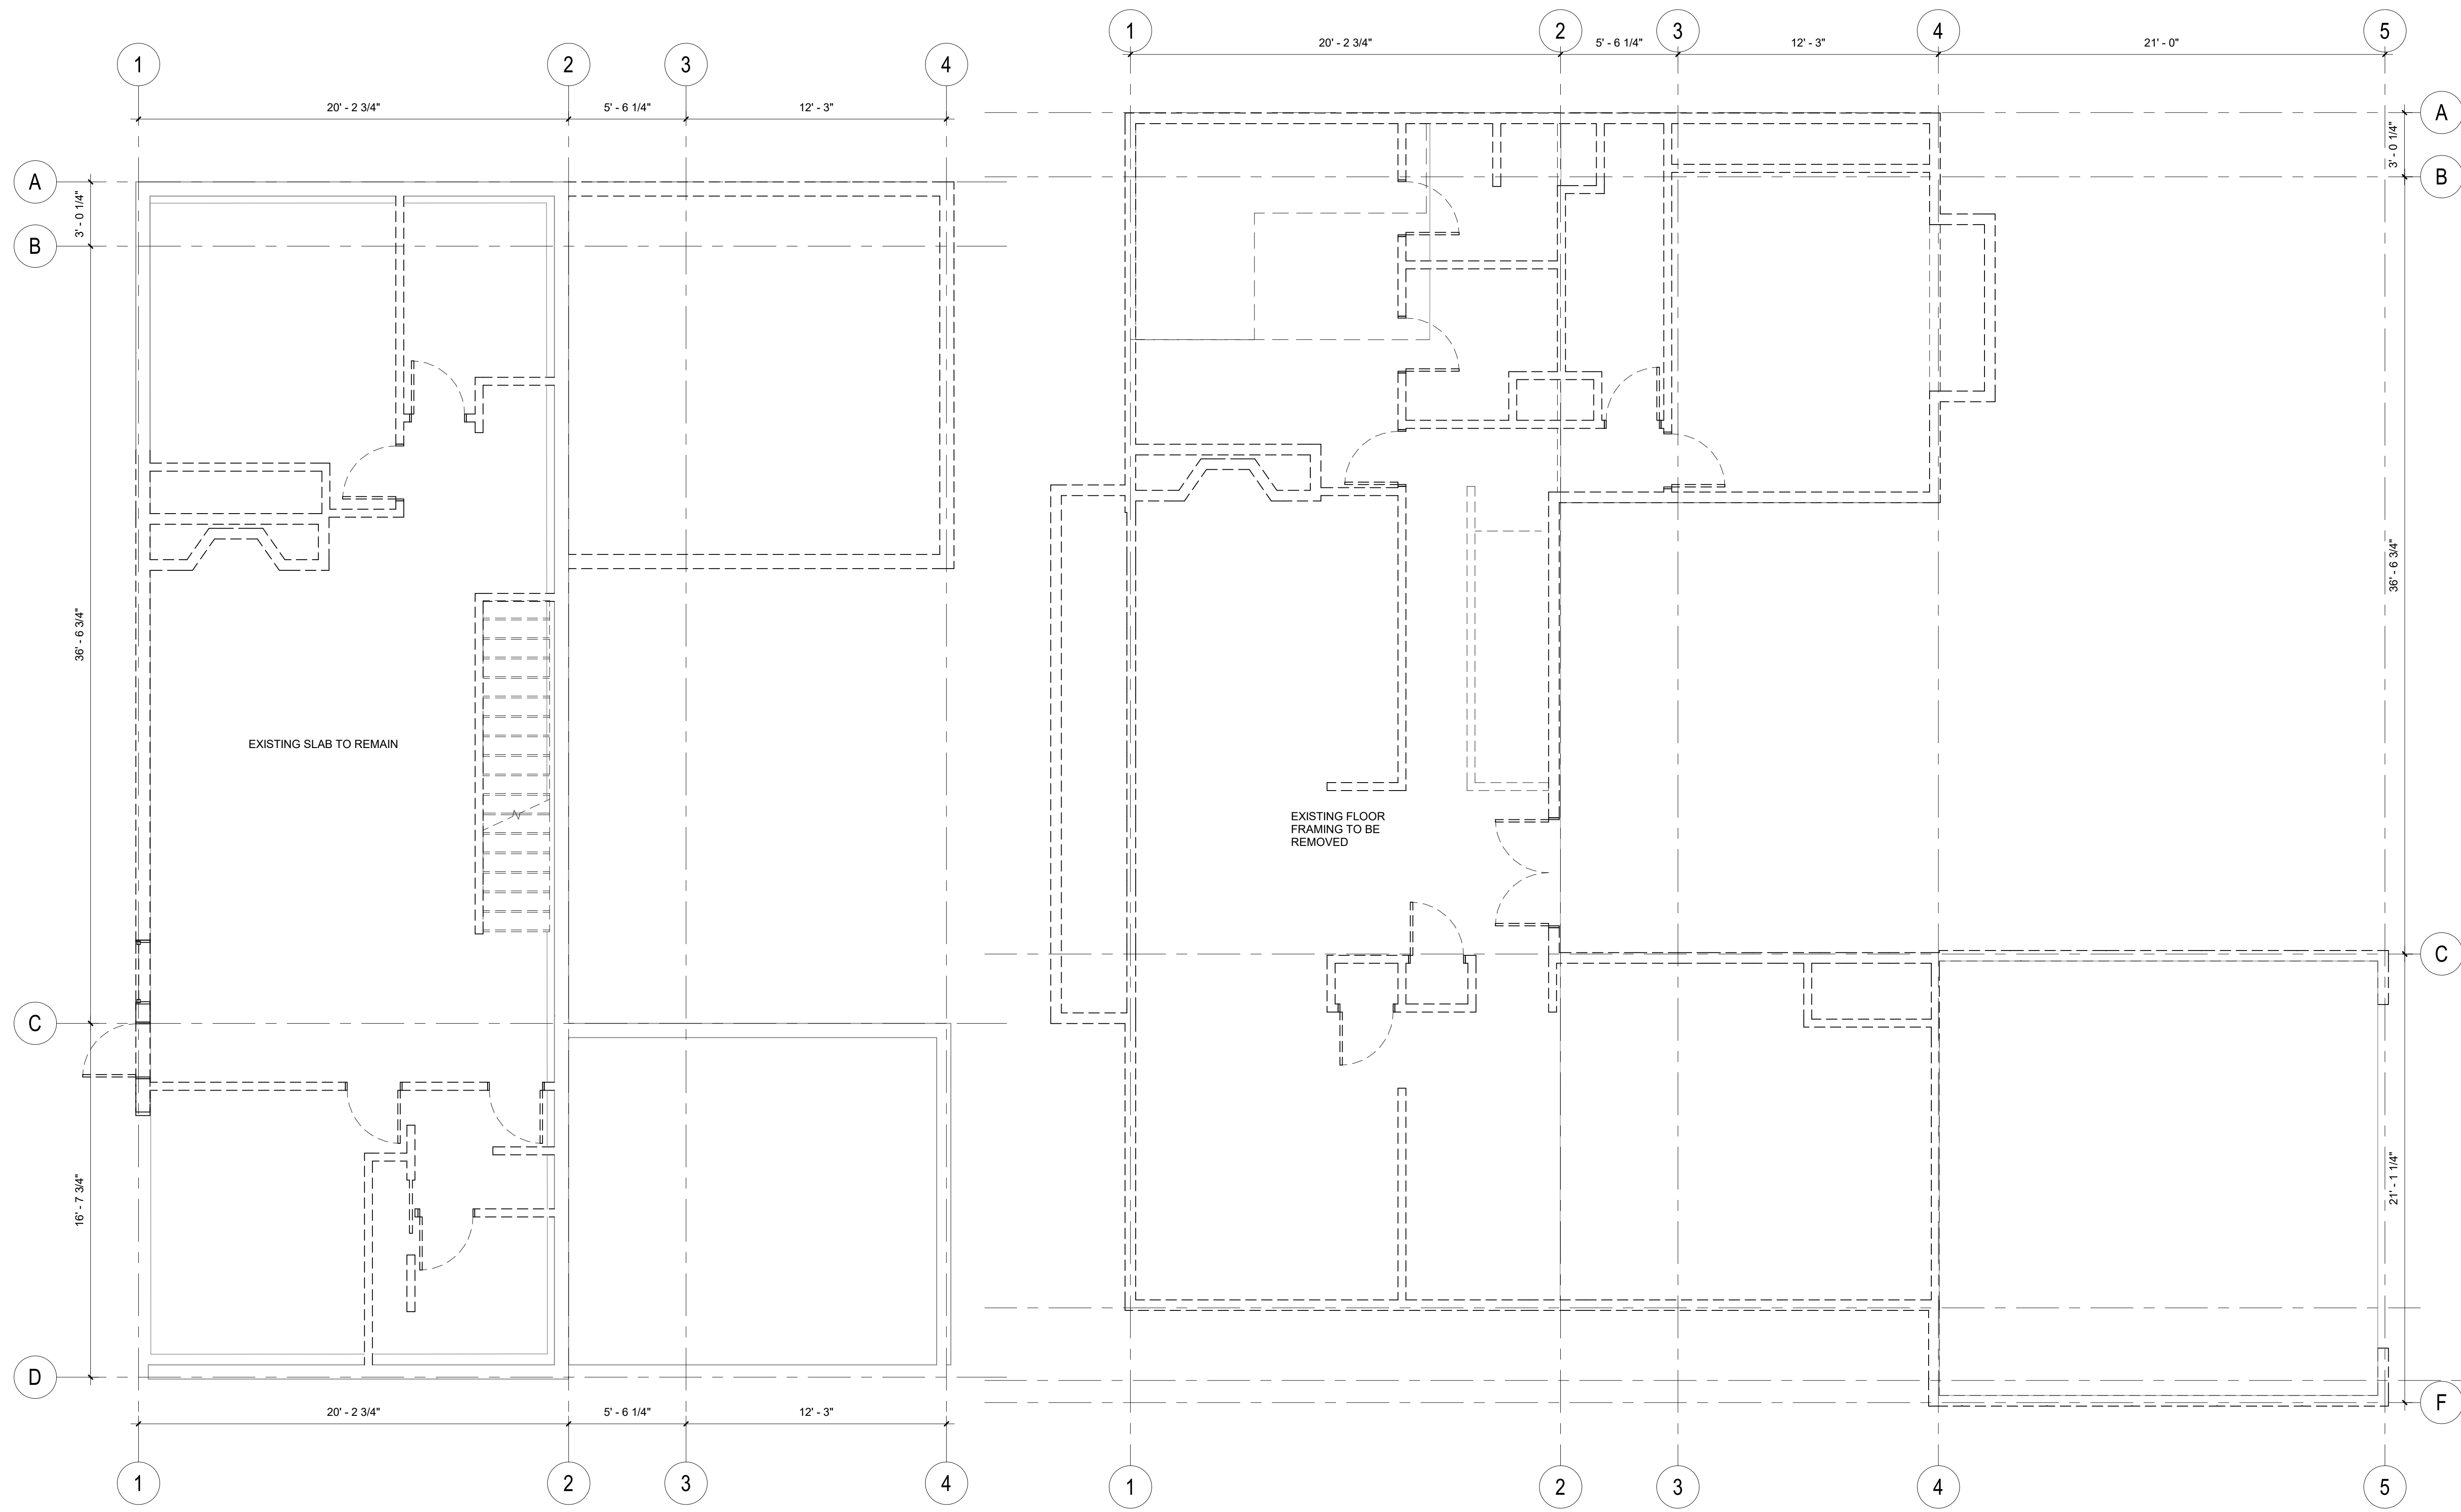 1
2
3
4
20' - 2 3/4"
5' - 6 1/4"
12' - 3"
A
B
C
D
3' - 0 1/4"
36' - 6 3/4"
16' - 7 3/4"
EXISTING SLAB TO REMAIN
20' - 2 3/4"
5' - 6 1/4"
12' - 3"
1
2
3
4
1
2
3
4
5
20' - 2 3/4"
5' - 6 1/4"
12' - 3"
21' - 0"
A
B
C
F
3' - 0 1/4"
36' - 6 3/4"
21' - 1 1/4"
EXISTING FLOOR
FRAMING TO BE
REMOVED
1
2
3
4
5